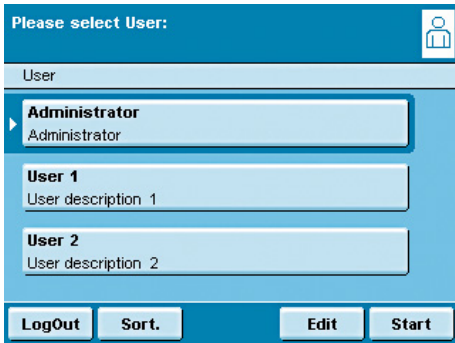 Please select User:
User
Administrator
Administrator
User 1
User description 1
User 2
User description 2
LogOut Sort. Edit Start